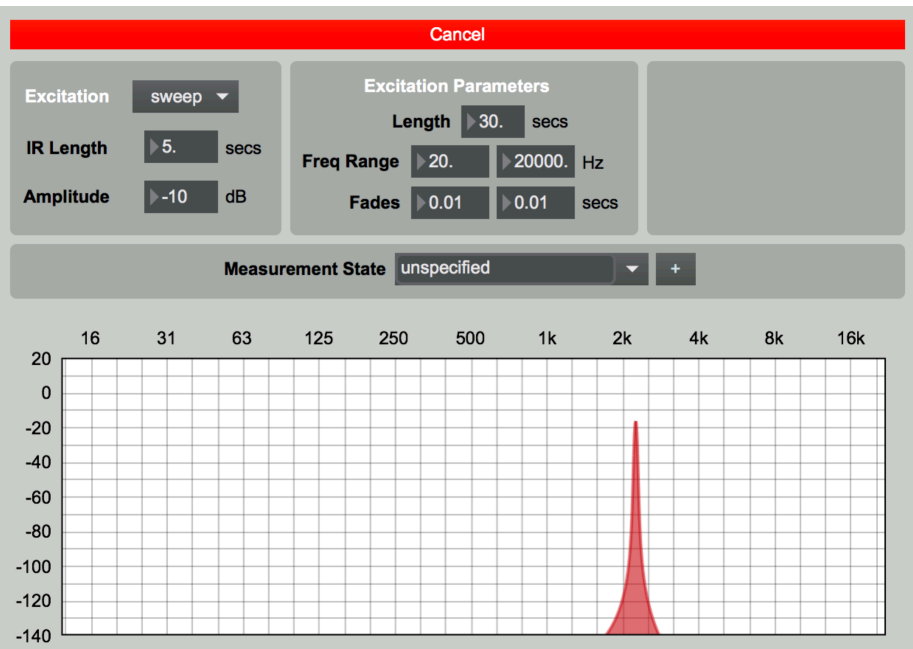 Cancel
Excitation sweep
IR Length 5. secs
Amplitude -10 dB
Excitation Parameters
Length 30. secs
Freq Range 20. 20000. Hz
Fades 0.01 0.01 secs
Measurement State unspecified +
16 31 63 125 250 500 1k 2k 4k 8k 16k
20
0
-20
-40
-60
-80
-100
-120
-140